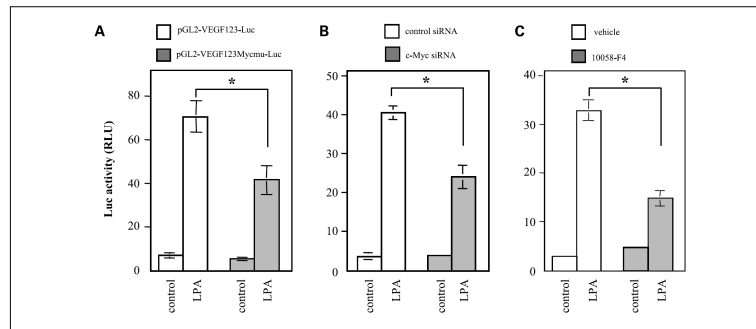 A
pGL2-VEGF123-Luc
pGL2-VEGF123Mycmu-Luc
Luc activity (RLU)
80
60
40
20
0
*
control
LPA
control
LPA
B
control siRNA
c-Myc siRNA
50
40
30
20
10
0
*
control
LPA
control
LPA
C
vehicle
10058-F4
40
30
20
10
0
*
control
LPA
control
LPA